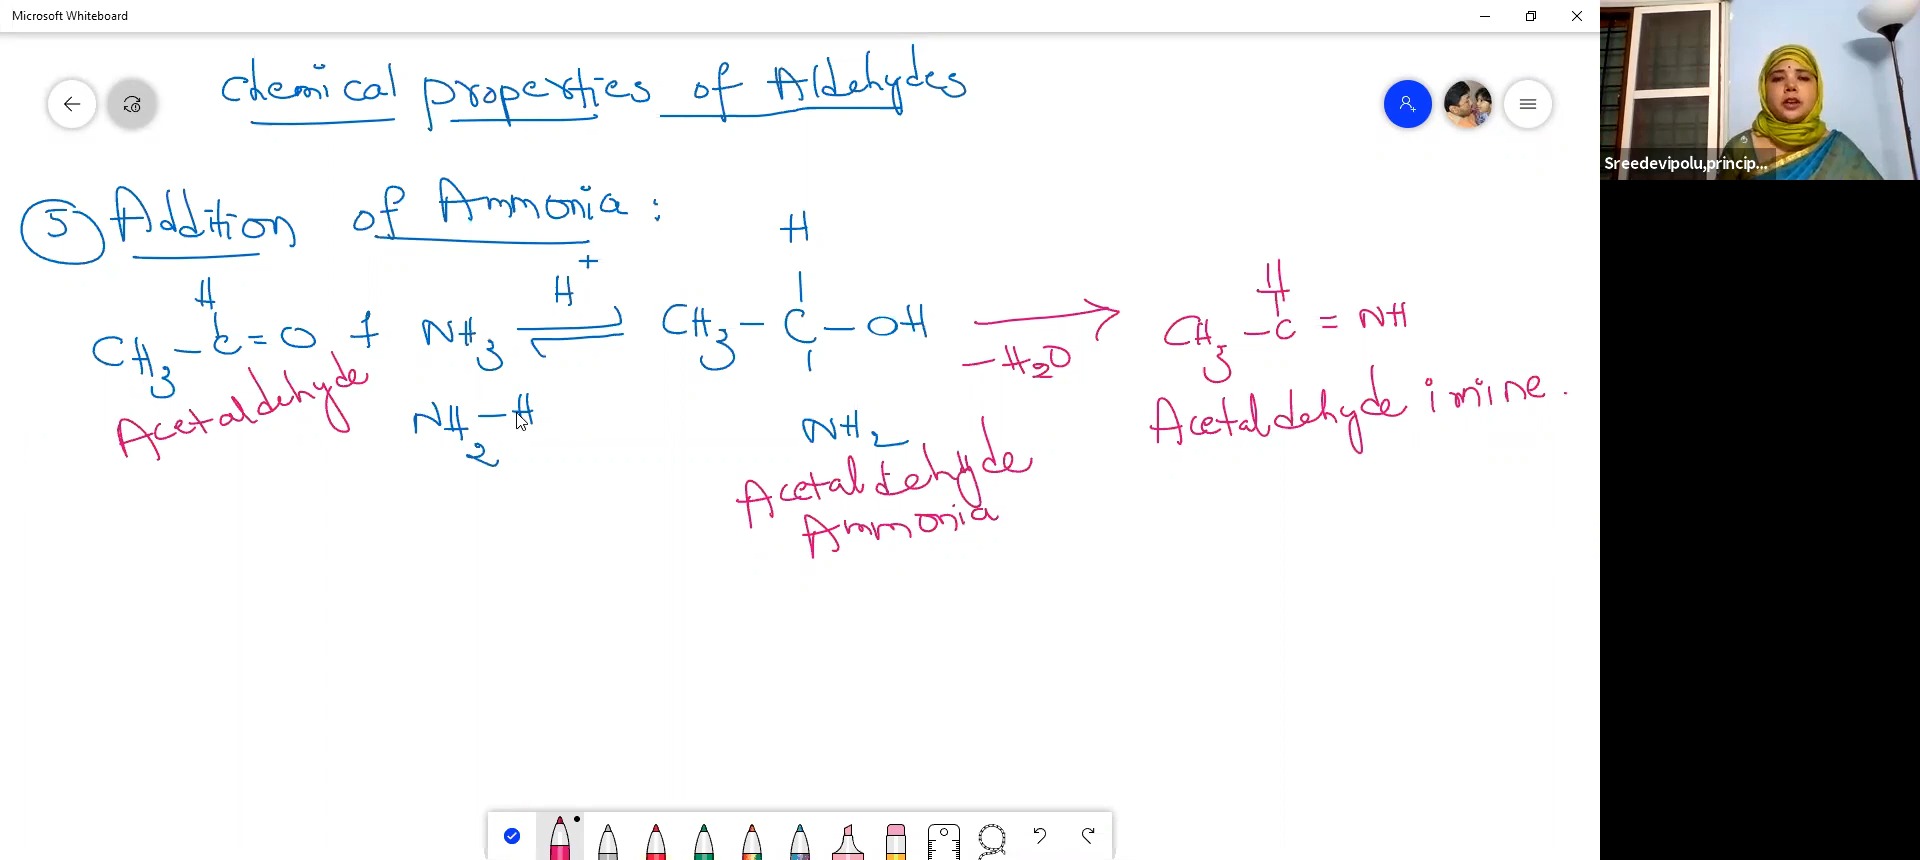 Microsoft Whiteboard
Chemical properties of Aldehydes
Sreedevipolu,princip...
5 Addition of Ammonia :
H
H
H
H+
CH3 - C = O + NH3 ⇌ CH3 - C - OH → CH3 - C = NH
- H2O
Acetaldehyde
NH2 - H
NH2
Acetaldehyde imine.
Acetaldehyde
Ammonia